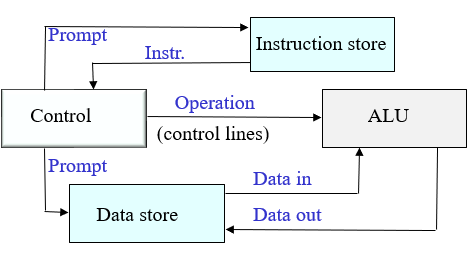 Prompt
Instruction store
Instr.
Control
Operation
(control lines)
ALU
Prompt
Data store
Data in
Data out